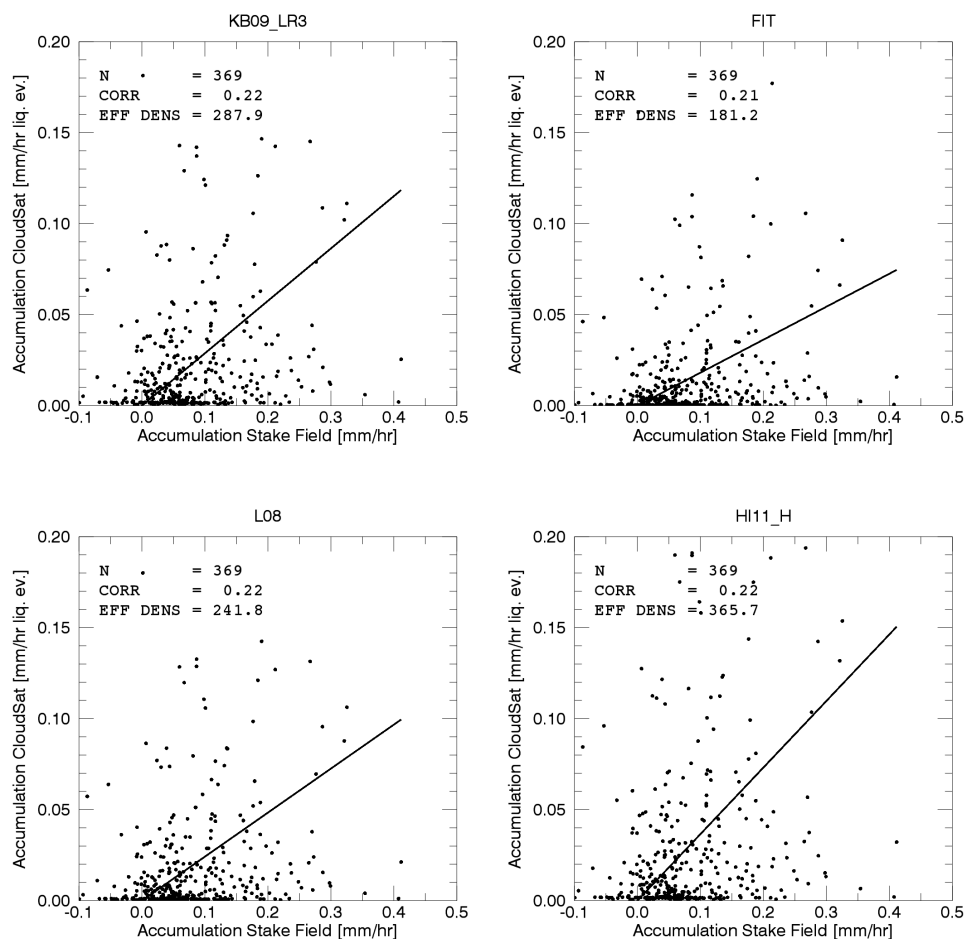 KB09_LR3
0.20
0.15
0.10
0.05
0.00
Accumulation CloudSat [mm/hr liq. ev.]
N = 369
CORR = 0.22
EFF DENS = 287.9
-0.1 0.0 0.1 0.2 0.3 0.4 0.5
Accumulation Stake Field [mm/hr]
FIT
0.20
0.15
0.10
0.05
0.00
Accumulation CloudSat [mm/hr liq. ev.]
N = 369
CORR = 0.21
EFF DENS = 181.2
-0.1 0.0 0.1 0.2 0.3 0.4 0.5
Accumulation Stake Field [mm/hr]
L08
0.20
0.15
0.10
0.05
0.00
Accumulation CloudSat [mm/hr liq. ev.]
N = 369
CORR = 0.22
EFF DENS = 241.8
-0.1 0.0 0.1 0.2 0.3 0.4 0.5
Accumulation Stake Field [mm/hr]
HI11_H
0.20
0.15
0.10
0.05
0.00
Accumulation CloudSat [mm/hr liq. ev.]
N = 369
CORR = 0.22
EFF DENS = 365.7
-0.1 0.0 0.1 0.2 0.3 0.4 0.5
Accumulation Stake Field [mm/hr]